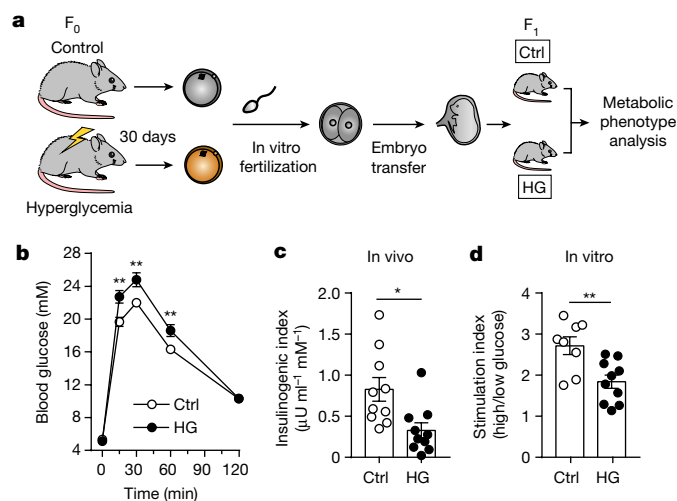 a
F0
Control
30 days
Hyperglycemia
In vitro
fertilization
Embryo
transfer
F1
Ctrl
HG
Metabolic
phenotype
analysis
b
Blood glucose (mM)
28
24
20
16
12
8
4
** ** **
Ctrl
HG
0 30 60 90 120
Time (min)
c
In vivo
Insulinogenic index
(μU ml−1 mM−1)
2.0
1.5
1.0
0.5
0
*
Ctrl HG
d
In vitro
Stimulation index
(high/low glucose)
4
3
2
1
0
**
Ctrl HG